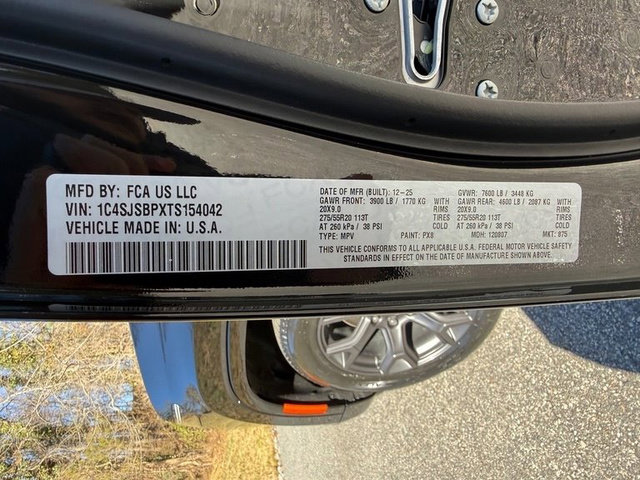 MFD BY: FCA US LLC
VIN: 1C4SJSBPXTS154042
VEHICLE MADE IN: U.S.A.
DATE OF MFR (BUILT): 12-25 GVWR: 7600 LB / 3448 KG
GAWR FRONT: 3900 LB / 1770 KG WITH GAWR REAR: 4600 LB / 2087 KG WITH
20X9.0 TIRES 20X9.0 TIRES
275/55R20 113T COLD 275/55R20 113T COLD
AT 260 kPa / 38 PSI AT 260 kPa / 38 PSI
TYPE: MPV PAINT: PX8 MDH: 120807 MKT: 875
THIS VEHICLE CONFORMS TO ALL APPLICABLE U.S.A. FEDERAL MOTOR VEHICLE SAFETY
STANDARDS IN EFFECT ON THE DATE OF MANUFACTURE SHOWN ABOVE.